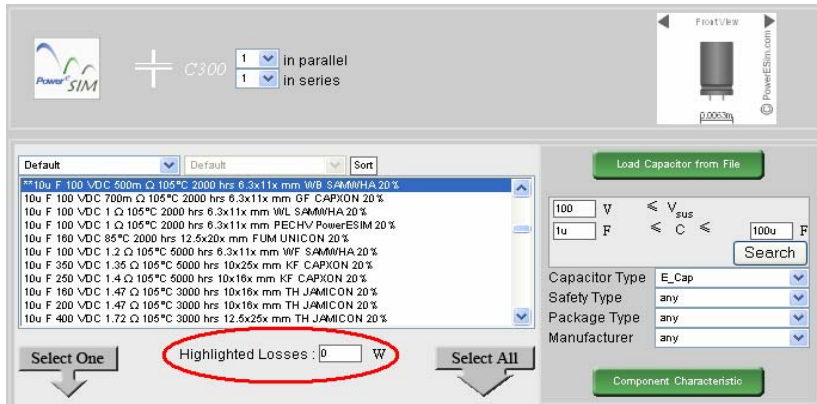 Power SIM
C300
1 in parallel
1 in series
FrontView
PowerESim.com
0.0063m
©
Default Default Sort
**10u F 100 VDC 500m Ω 105°C 2000 hrs 6.3x11x mm WB SAMWHA 20 %
10u F 100 VDC 700m Ω 105°C 2000 hrs 6.3x11x mm GF CAPXON 20 %
10u F 100 VDC 1 Ω 105°C 2000 hrs 6.3x11x mm WL SAMWHA 20 %
10u F 100 VDC 1 Ω 105°C 2000 hrs 6.3x11x mm PECHV PowerESIM 20 %
10u F 160 VDC 85°C 2000 hrs 12.5x20x mm FUM UNICON 20 %
10u F 100 VDC 1.2 Ω 105°C 5000 hrs 6.3x11x mm WF SAMWHA 20 %
10u F 350 VDC 1.35 Ω 105°C 5000 hrs 10x25x mm KF CAPXON 20 %
10u F 250 VDC 1.4 Ω 105°C 5000 hrs 10x16x mm KF CAPXON 20 %
10u F 160 VDC 1.47 Ω 105°C 3000 hrs 10x16x mm TH JAMICON 20 %
10u F 200 VDC 1.47 Ω 105°C 3000 hrs 10x16x mm TH JAMICON 20 %
10u F 400 VDC 1.72 Ω 105°C 3000 hrs 12.5x25x mm TH JAMICON 20 %
Select One
Highlighted Losses : 0 W
Select All
Load Capacitor from File
100 V ≤ Vsus
1u F ≤ C ≤ 100u F
Search
Capacitor Type E_Cap
Safety Type any
Package Type any
Manufacturer any
Component Characteristic